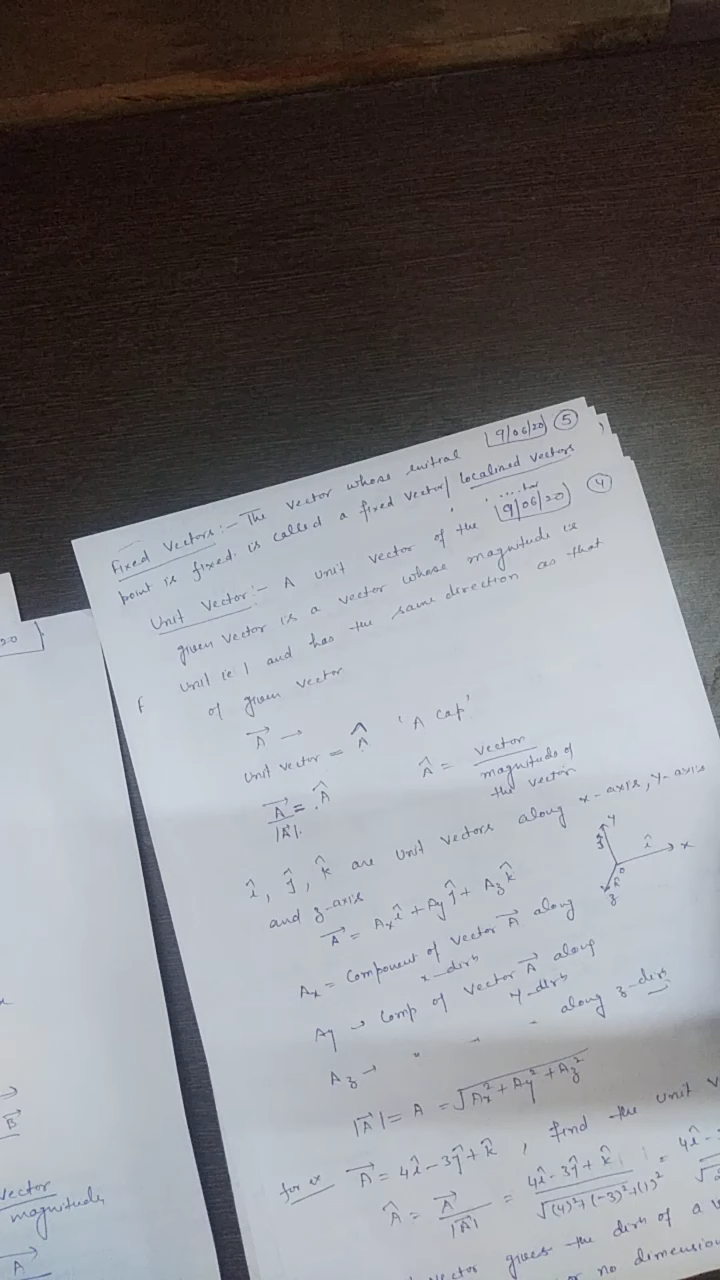 9/06/20 5
Fixed Vectors :- The vector whose initial
point is fixed. is called a fixed vector/ Localised vectors
9/06/20 4
Unit Vector :- A unit vector of the
given vector is a vector whose magnitude is
unit ie 1 and has the same direction as that
of given vector
A⃗ →
unit vector = Â 'A cap'
A⃗/|A⃗| = Â
Â = vector/magnitude of the vector
î, ĵ, k̂ are unit vectors along x-axis, y-axis
and z-axis
y
ĵ
î
x
o
k̂
z
A⃗ = Axî + Ayĵ + Azk̂
Ax = Component of vector A⃗ along
x-dirn
Ay → Comp of vector A⃗ along
y-dirn
Az → " " " along z-dirn
|A⃗| = A = √Ax² + Ay² + Az²
for ex A⃗ = 4î - 3ĵ + k̂ , find the unit v
Â = A⃗/|A⃗| = 4î - 3ĵ + k̂/√(4)²+(-3)²+(1)² = 4î -
gives the dirn of a
or no dimension
20
B⃗
vector
magnitude
A⃗